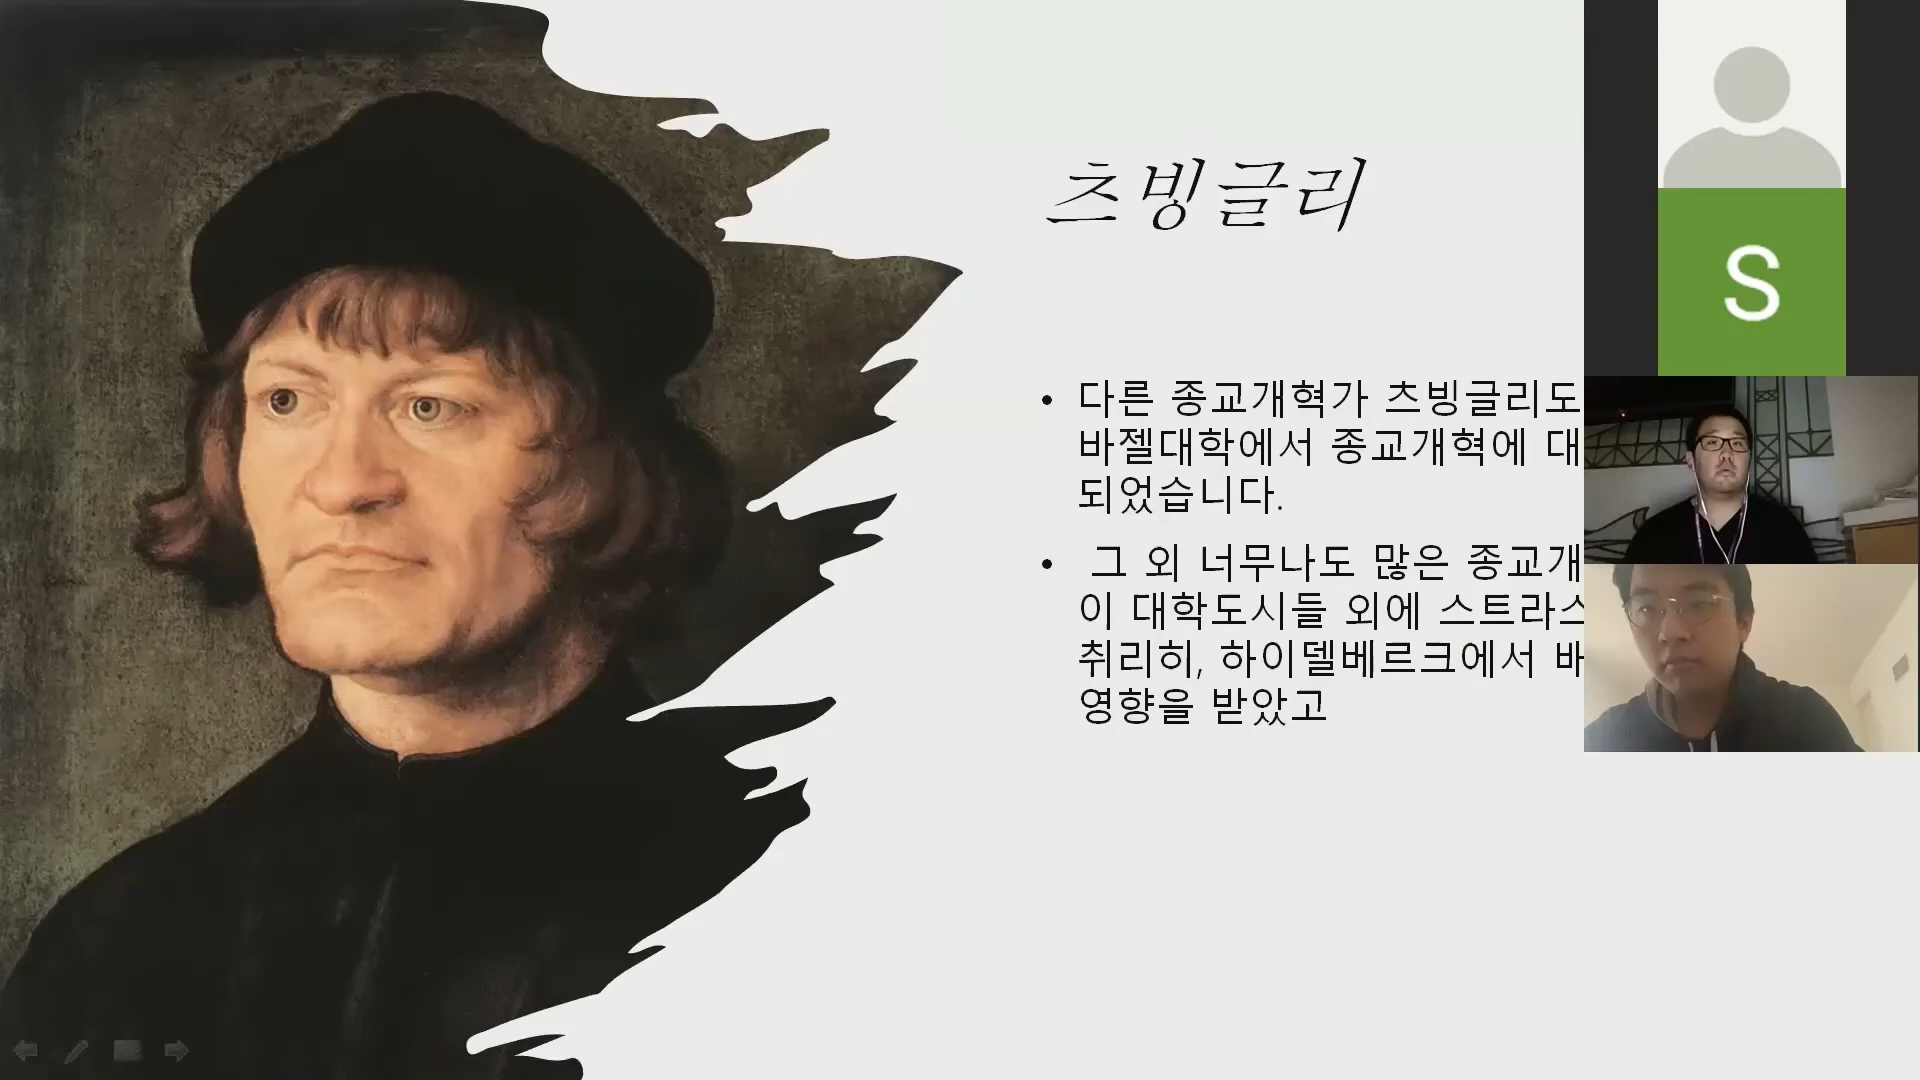 츠빙글리
• 다른 종교개혁가 츠빙글리도
바젤대학에서 종교개혁에 대
되었습니다.
• 그 외 너무나도 많은 종교개
이 대학도시들 외에 스트라스
취리히, 하이델베르크에서
영향을 받았고
S